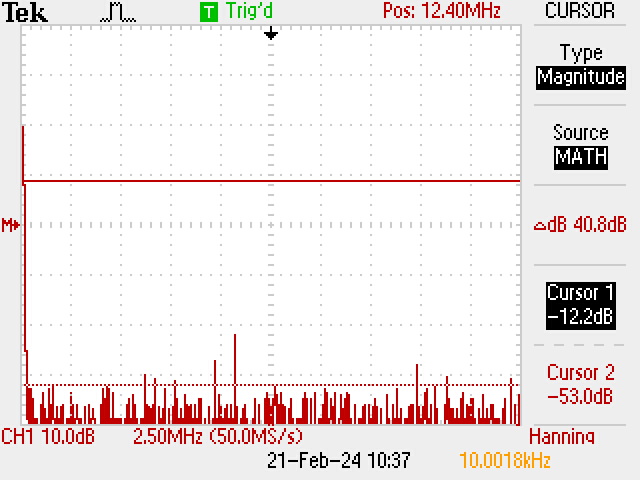 Tek T Trig'd Pos: 12.40MHz CURSOR
Type
Magnitude
Source
MATH
M
ΔdB 40.8dB
Cursor 1
-12.2dB
Cursor 2
-53.0dB
CH1 10.0dB 2.50MHz (50.0MS/s) Hanning
21-Feb-24 10:37 10.0018kHz